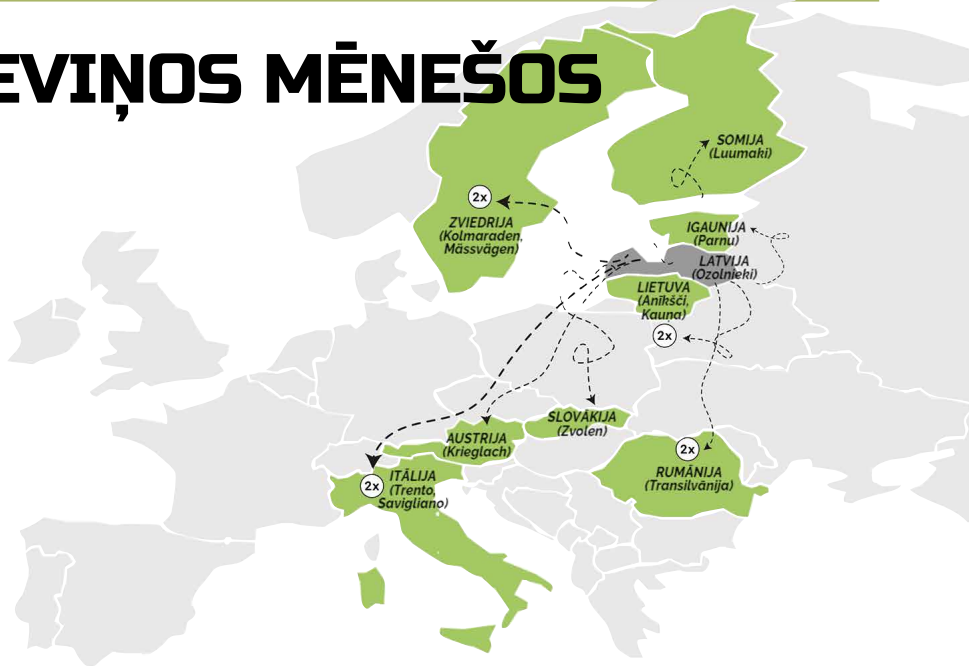 EVIŅOS MĒNEŠOS
SOMIJA
(Luumaki)
2x
ZVIEDRIJA
(Kolmaraden,
Mässvägen)
IGAUNIJA
(Parnu)
LATVIJA
(Ozolnieki)
LIETUVA
(Anīkšči,
Kauņa)
2x
SLOVĀKIJA
(Zvolen)
AUSTRIJA
(Krieglach)
2x
RUMĀNIJA
(Transilvānija)
2x
ITĀLIJA
(Trento,
Savigliano)